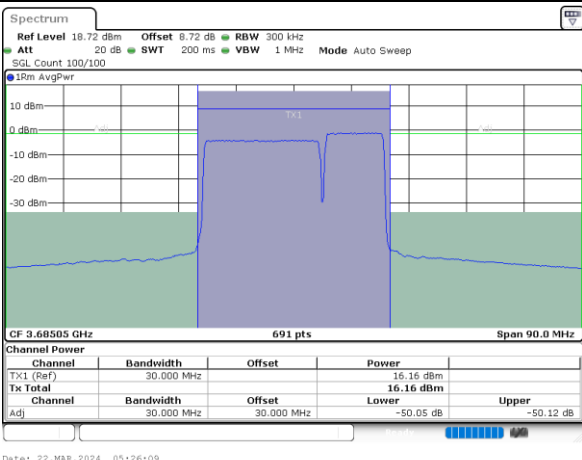 Spectrum
Ref Level 18.72 dBm Offset 8.72 dB RBW 300 kHz
Att 20 dB SWT 200 ms VBW 1 MHz Mode Auto Sweep
SGL Count 100/100
1Rm AvgPwr
10 dBm
TX1
0 dBm Adj Adj
-10 dBm
-20 dBm
-30 dBm
CF 3.68505 GHz 691 pts Span 90.0 MHz
Channel Power
Channel Bandwidth Offset Power
TX1 (Ref) 30.000 MHz 16.16 dBm
Tx Total 16.16 dBm
Channel Bandwidth Offset Lower Upper
Adj 30.000 MHz 30.000 MHz -50.05 dB -50.12 dB
Ready
Date: 22.MAR.2024 05:26:09